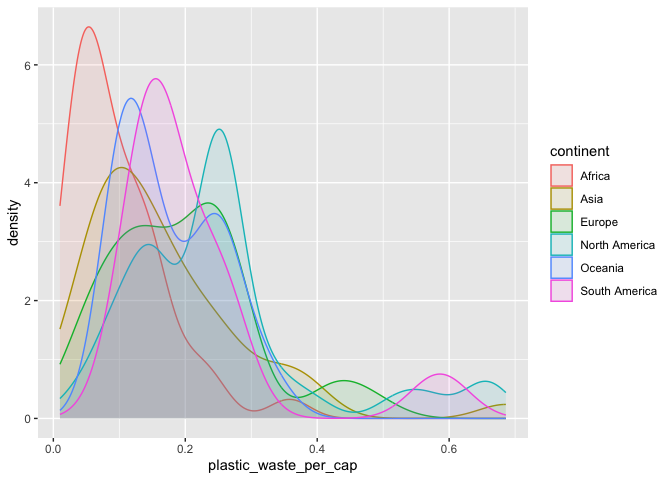 6
4
2
0
density
0.0
0.2
0.4
0.6
plastic_waste_per_cap
continent
Africa
Asia
Europe
North America
Oceania
South America